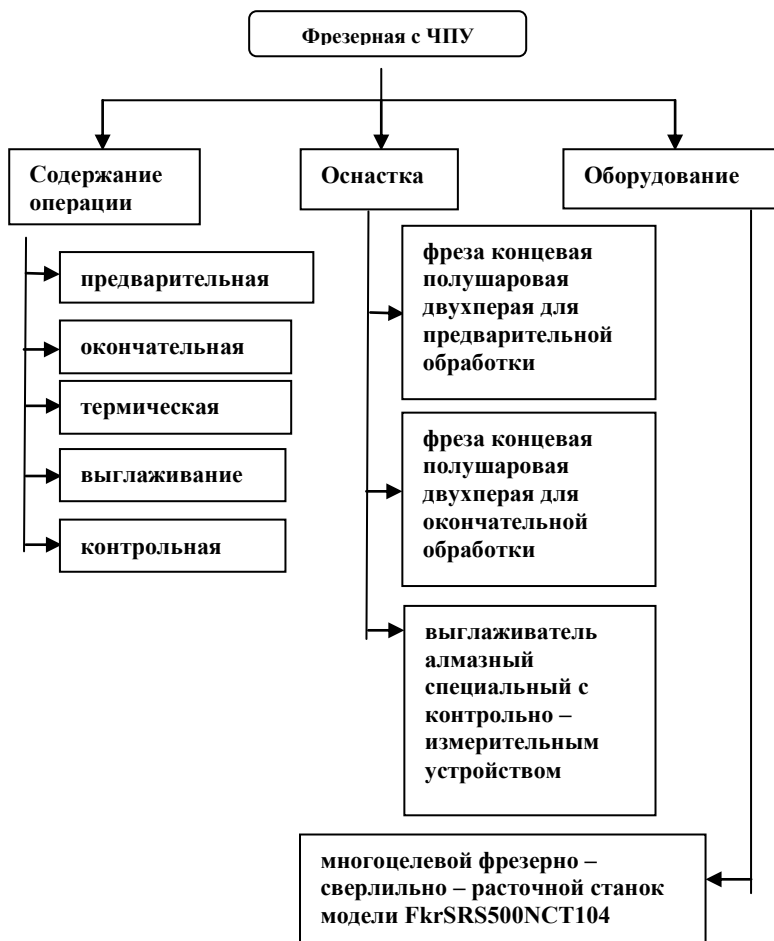 Фрезерная с ЧПУ
Содержание
операции
Оснастка
Оборудование
предварительная
окончательная
термическая
выглаживание
контрольная
фреза концевая
полушаровая
двухперая для
предварительной
обработки
фреза концевая
полушаровая
двухперая для
окончательной
обработки
выглаживатель
алмазный
специальный с
контрольно –
измерительным
устройством
многоцелевой фрезерно –
сверлильно – расточной станок
модели FkrSRS500NCT104